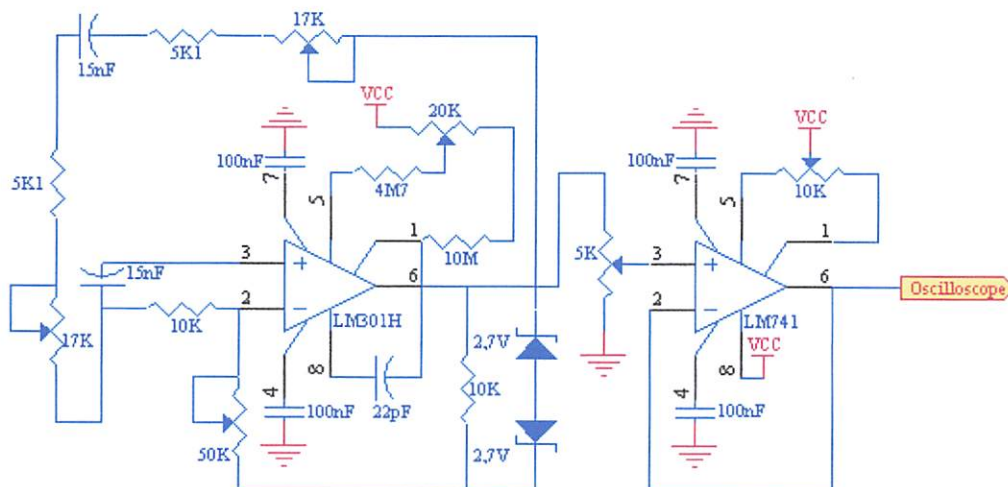 17K
15nF
5K1
VCC
20K
VCC
100nF
7
5
4M7
100nF
7
5
10K
5K1
1
10M
1
15nF
3
6
5K
3
6
Oscilloscope
10K
2
LM301H
2,7V
2
LM741
17K
VCC
8
22pF
10K
8
4
100nF
4
100nF
50K
2,7V